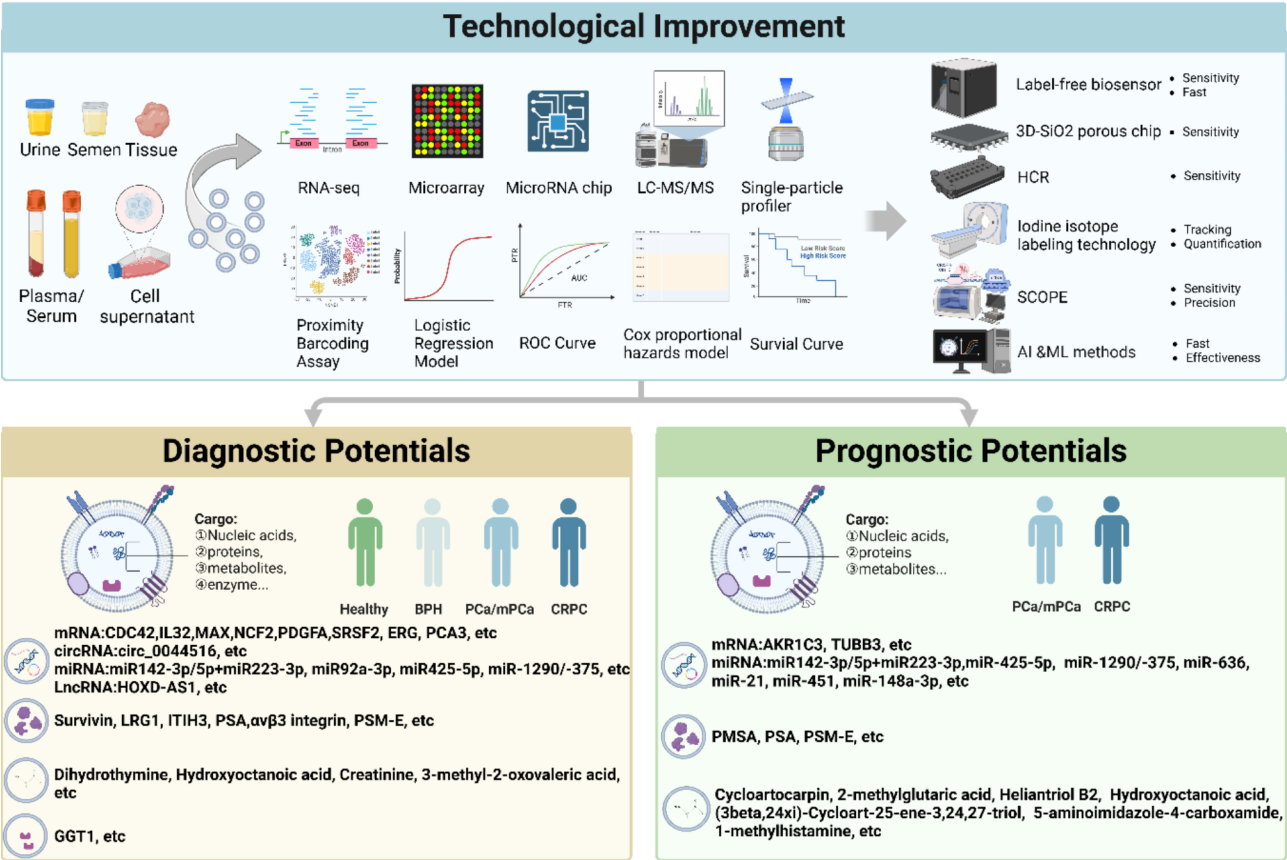 Technological Improvement
Urine Semen Tissue
Plasma/
Serum
Cell
supernatant
Exon
Intron
Exon
RNA-seq
Microarray
MicroRNA chip
LC-MS/MS
Single-particle
profiler
Proximity
Barcoding
Assay
Probability
Logistic
Regression
Model
PTR
AUC
FTR
ROC Curve
Cox proportional
hazards model
Survival
Low Risk Score
High Risk Score
Time
Survial Curve
Label-free biosensor
• Sensitivity
• Fast
3D-SiO2 porous chip
• Sensitivity
HCR
• Sensitivity
Iodine isotope
labeling technology
• Tracking
• Quantification
SCOPE
• Sensitivity
• Precision
AI &ML methods
• Fast
• Effectiveness
Diagnostic Potentials
Cargo:
①Nucleic acids,
②proteins,
③metabolites,
④enzyme...
Healthy
BPH
PCa/mPCa
CRPC
mRNA:CDC42,IL32,MAX,NCF2,PDGFA,SRSF2, ERG, PCA3, etc
circRNA:circ_0044516, etc
miRNA:miR142-3p/5p+miR223-3p, miR92a-3p, miR425-5p, miR-1290/-375, etc
LncRNA:HOXD-AS1, etc
Survivin, LRG1, ITIH3, PSA,αvβ3 integrin, PSM-E, etc
Dihydrothymine, Hydroxyoctanoic acid, Creatinine, 3-methyl-2-oxovaleric acid,
etc
GGT1, etc
Prognostic Potentials
Cargo:
①Nucleic acids,
②proteins
③metabolites...
PCa/mPCa
CRPC
mRNA:AKR1C3, TUBB3, etc
miRNA:miR142-3p/5p+miR223-3p,miR-425-5p, miR-1290/-375, miR-636,
miR-21, miR-451, miR-148a-3p, etc
PMSA, PSA, PSM-E, etc
Cycloartocarpin, 2-methylglutaric acid, Heliantriol B2, Hydroxyoctanoic acid,
(3beta,24xi)-Cycloart-25-ene-3,24,27-triol, 5-aminoimidazole-4-carboxamide,
1-methylhistamine, etc